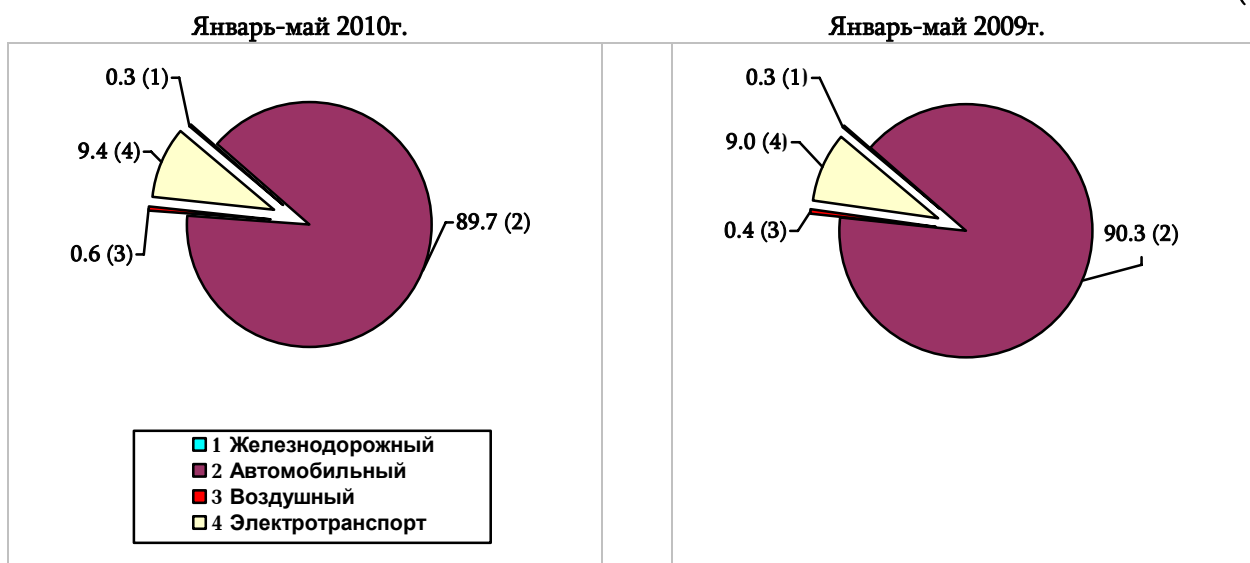 Январь-май 2010г.
0.3 (1)
9.4 (4)
0.6 (3)
89.7 (2)
1 Железнодорожный
2 Автомобильный
3 Воздушный
4 Электротранспорт
Январь-май 2009г.
0.3 (1)
9.0 (4)
0.4 (3)
90.3 (2)